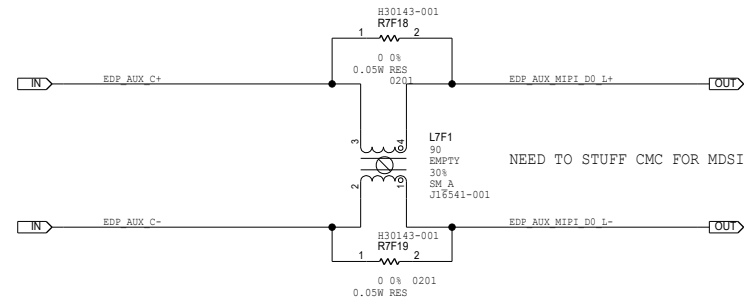 H30143-001
R7F18
1 2
0 0%
0.05W RES
0201
IN EDP_AUX_C+ EDP_AUX_MIPI_D0_L+ OUT
3 4
L7F1
90
EMPTY
30%
SM_A
J16541-001
NEED TO STUFF CMC FOR MDSI
2 1
IN EDP_AUX_C- EDP_AUX_MIPI_D0_L- OUT
H30143-001
R7F19
1 2
0 0% 0201
0.05W RES